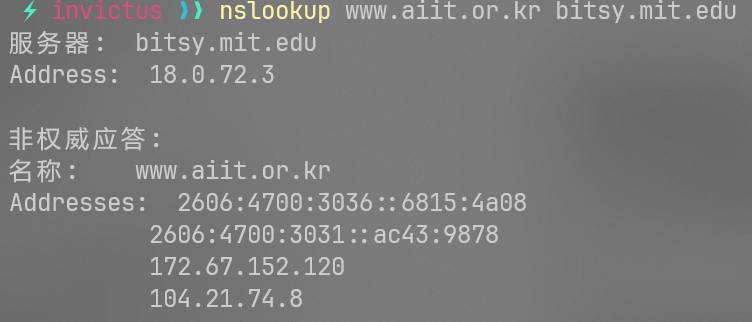 ⚡ invictus ❱❱ nslookup www.aiit.or.kr bitsy.mit.edu
服务器:  bitsy.mit.edu
Address:  18.0.72.3
非权威应答:
名称:    www.aiit.or.kr
Addresses:  2606:4700:3036::6815:4a08
2606:4700:3031::ac43:9878
172.67.152.120
104.21.74.8